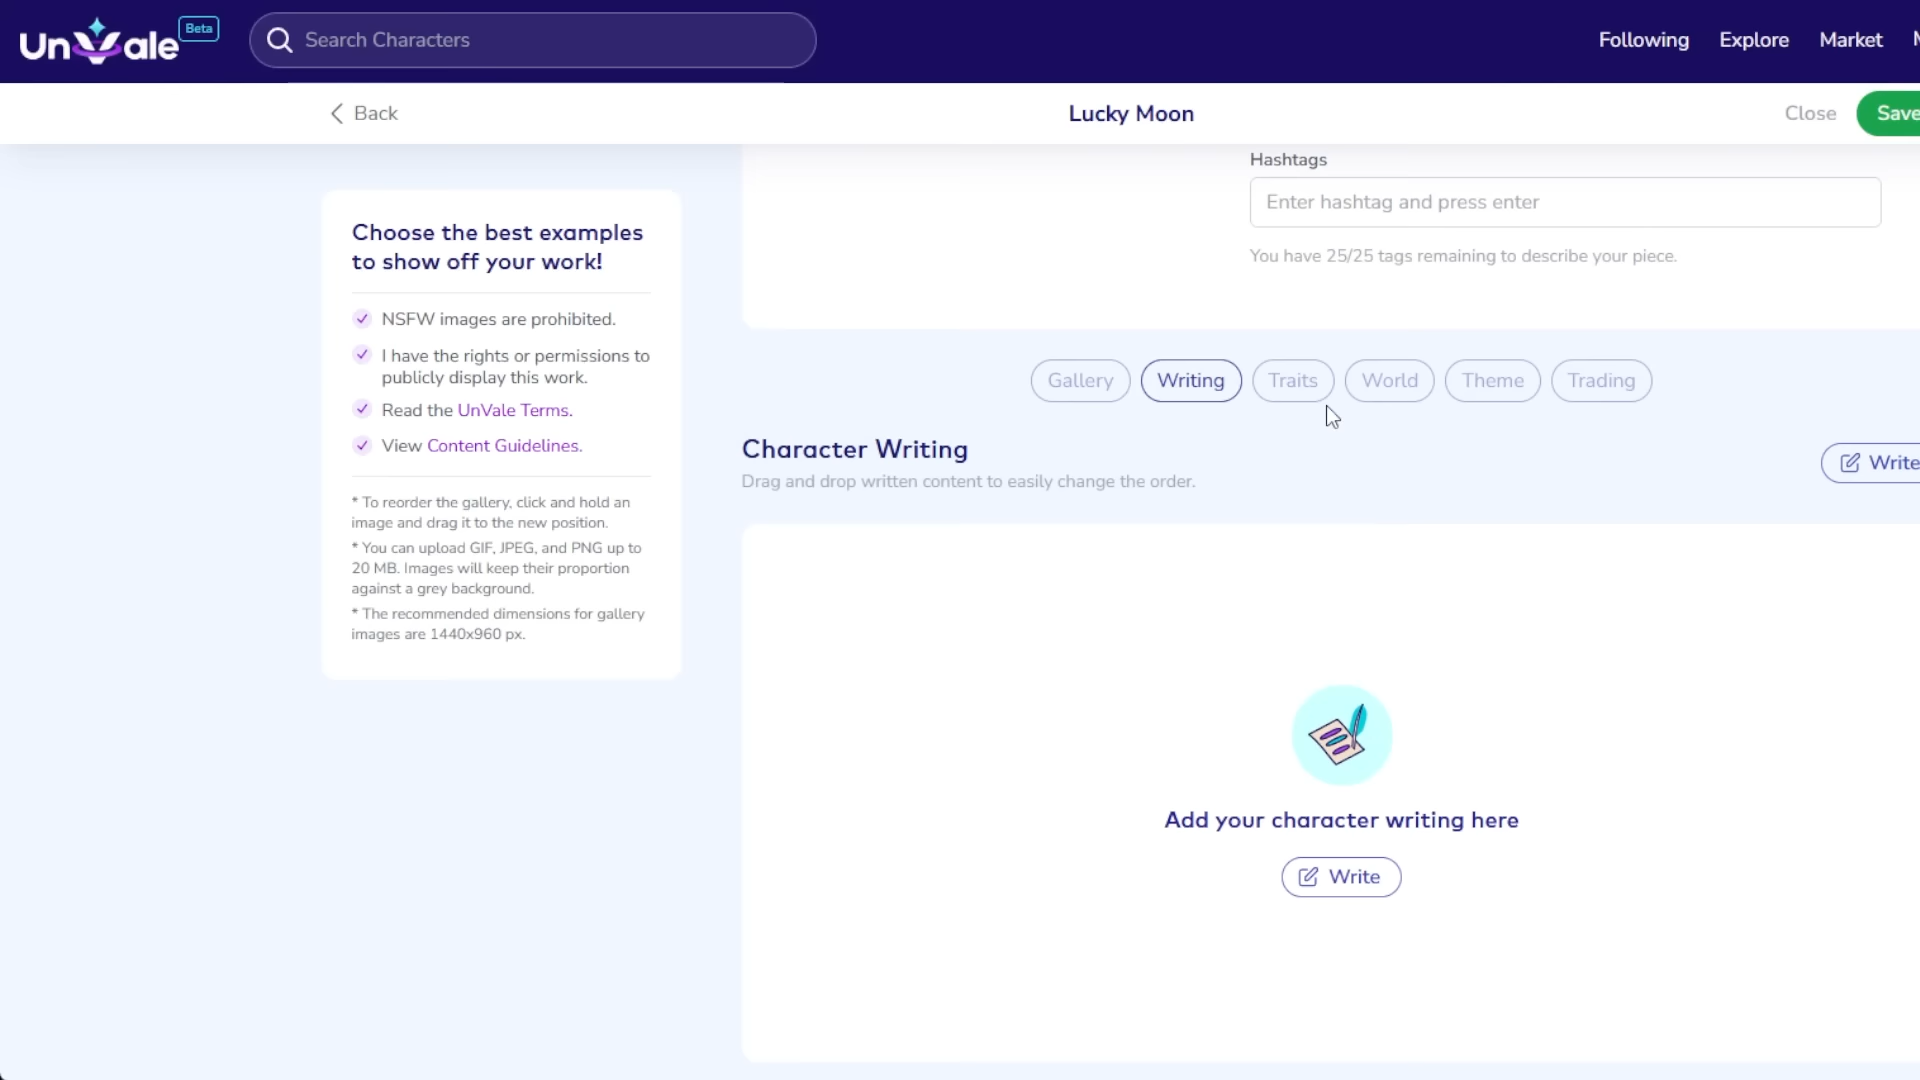 UnVale Beta
Search Characters
Following Explore Market
Back
Lucky Moon
Close Save
Hashtags
Enter hashtag and press enter
You have 25/25 tags remaining to describe your piece.
Choose the best examples
to show off your work!
NSFW images are prohibited.
I have the rights or permissions to
publicly display this work.
Read the UnVale Terms.
View Content Guidelines.
* To reorder the gallery, click and hold an
image and drag it to the new position.
* You can upload GIF, JPEG, and PNG up to
20 MB. Images will keep their proportion
against a grey background.
* The recommended dimensions for gallery
images are 1440x960 px.
Gallery Writing Traits World Theme Trading
Character Writing
Drag and drop written content to easily change the order.
Write
Add your character writing here
Write